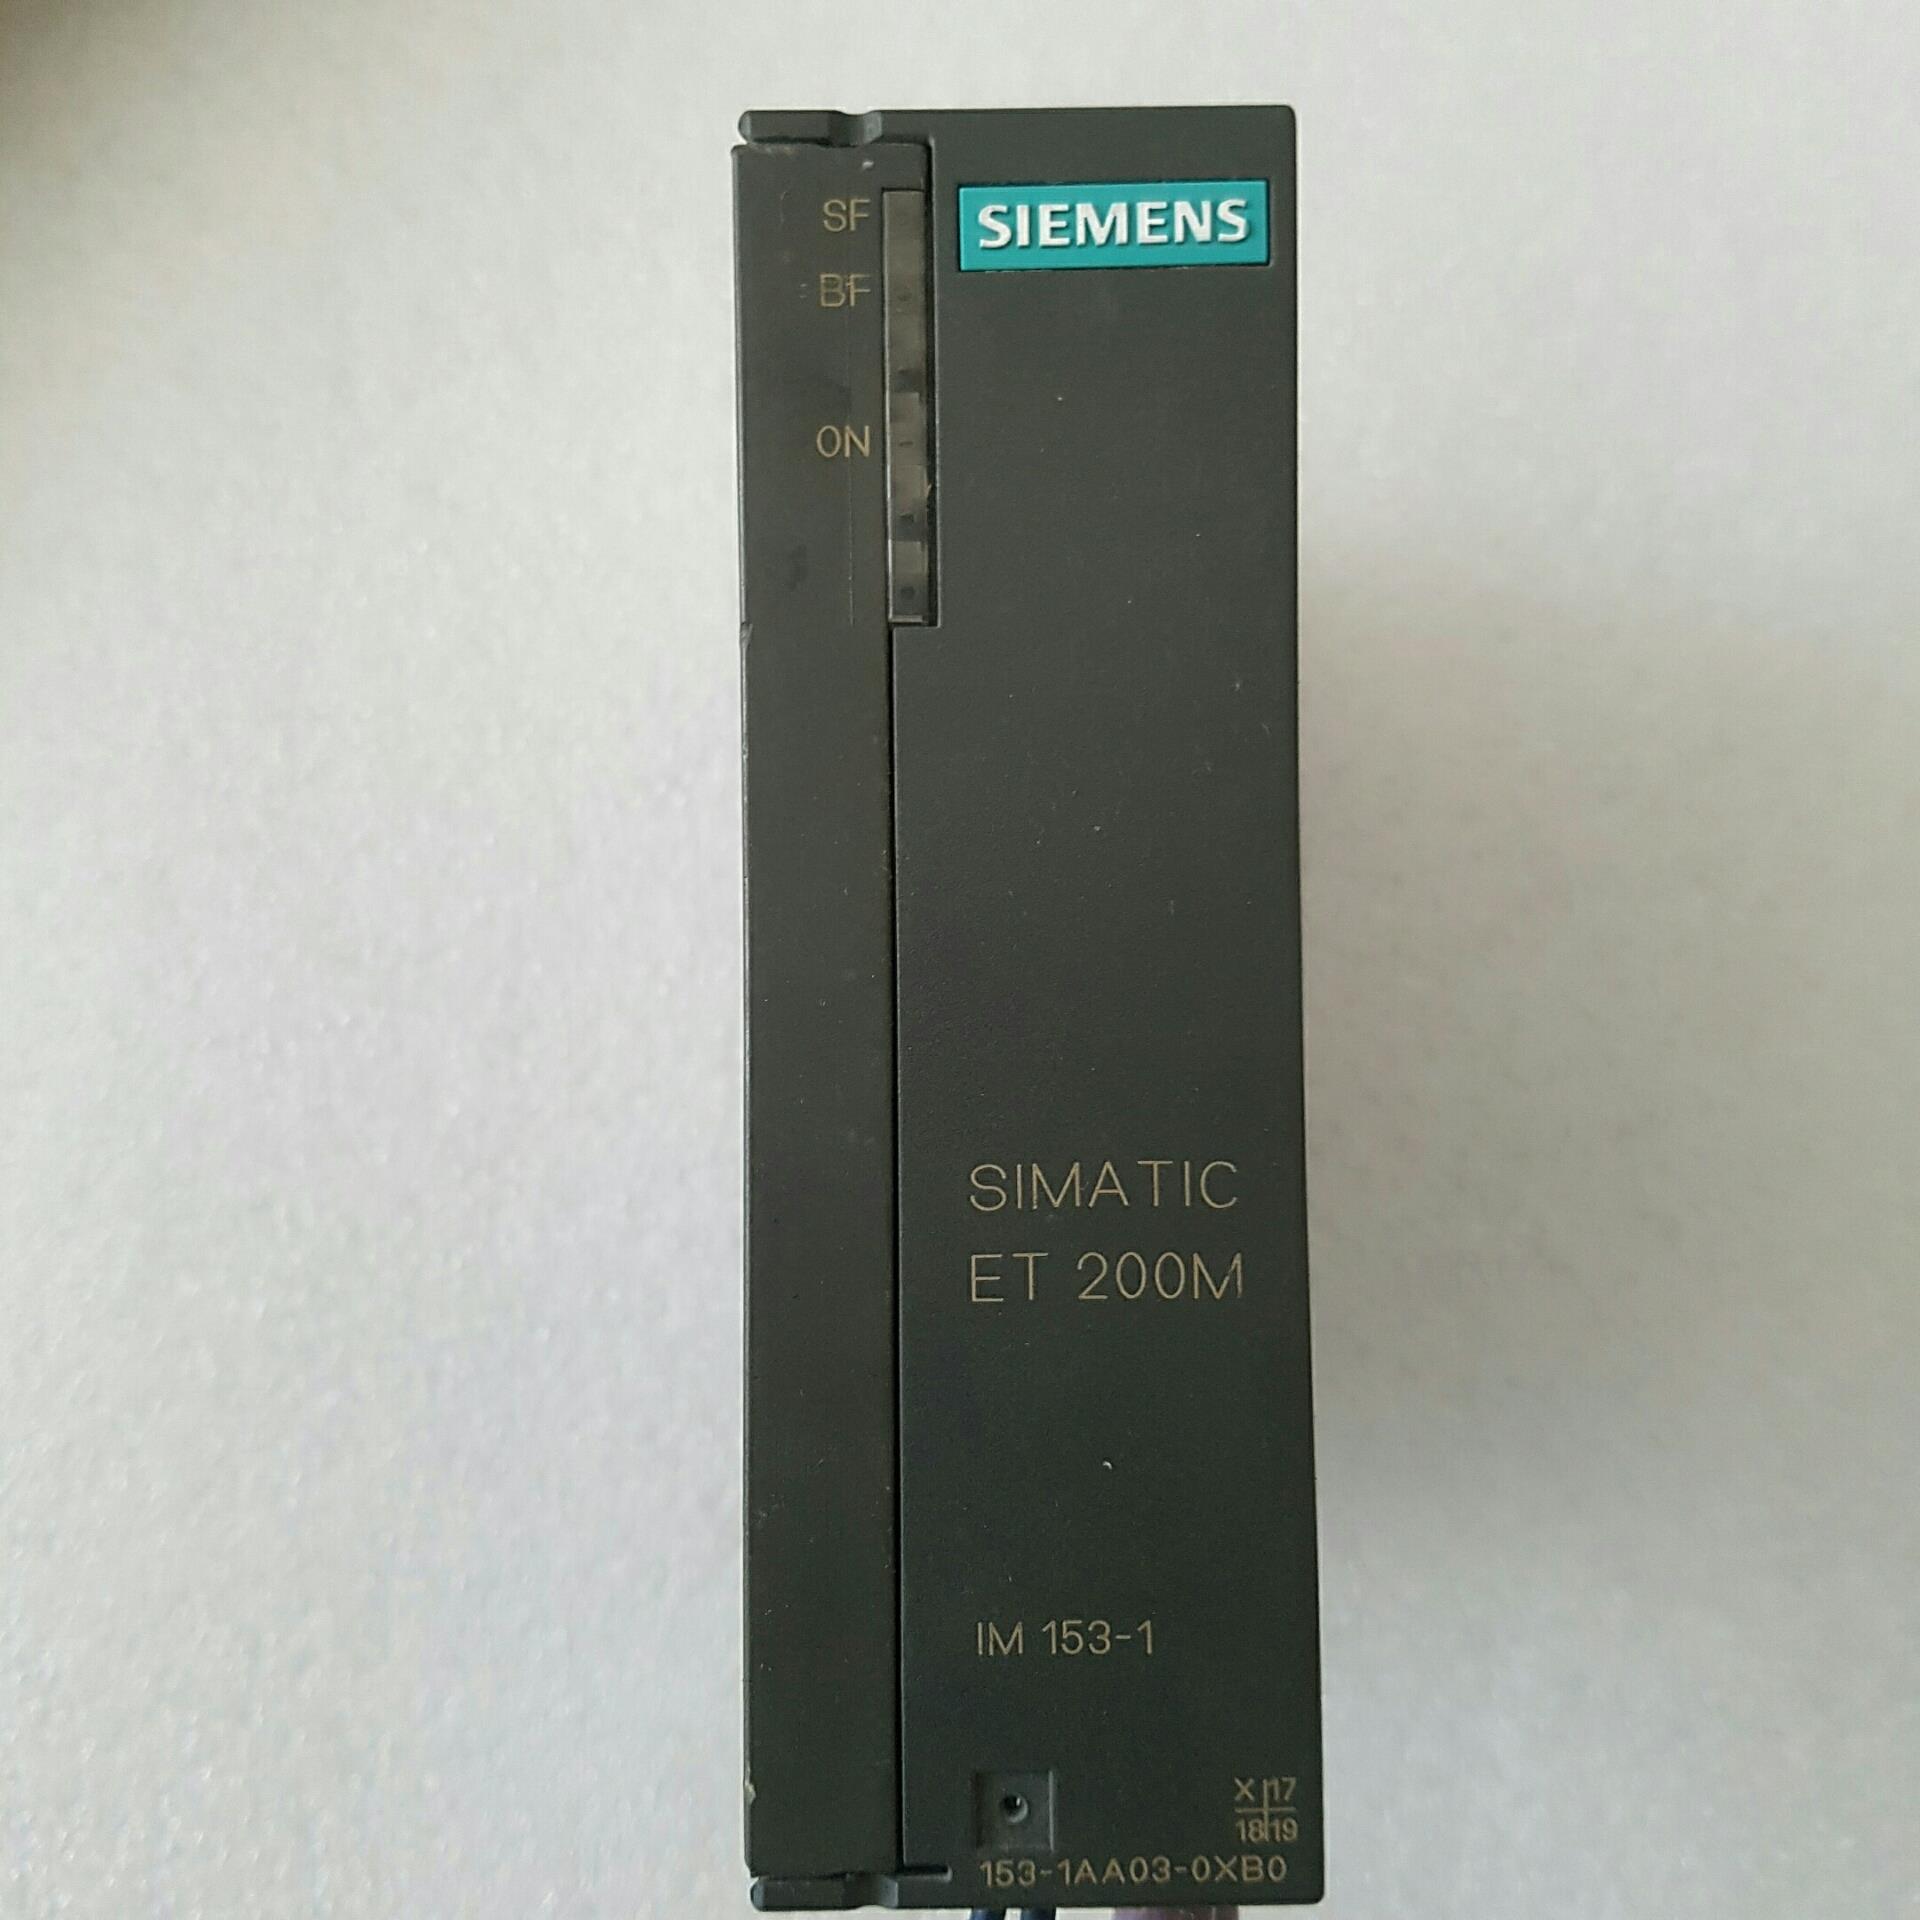 SF
SIEMENS
BF
ON
SIMATIC
ET 200M
IM 153-1
X 17
18 19
153-1AA03-0XB0